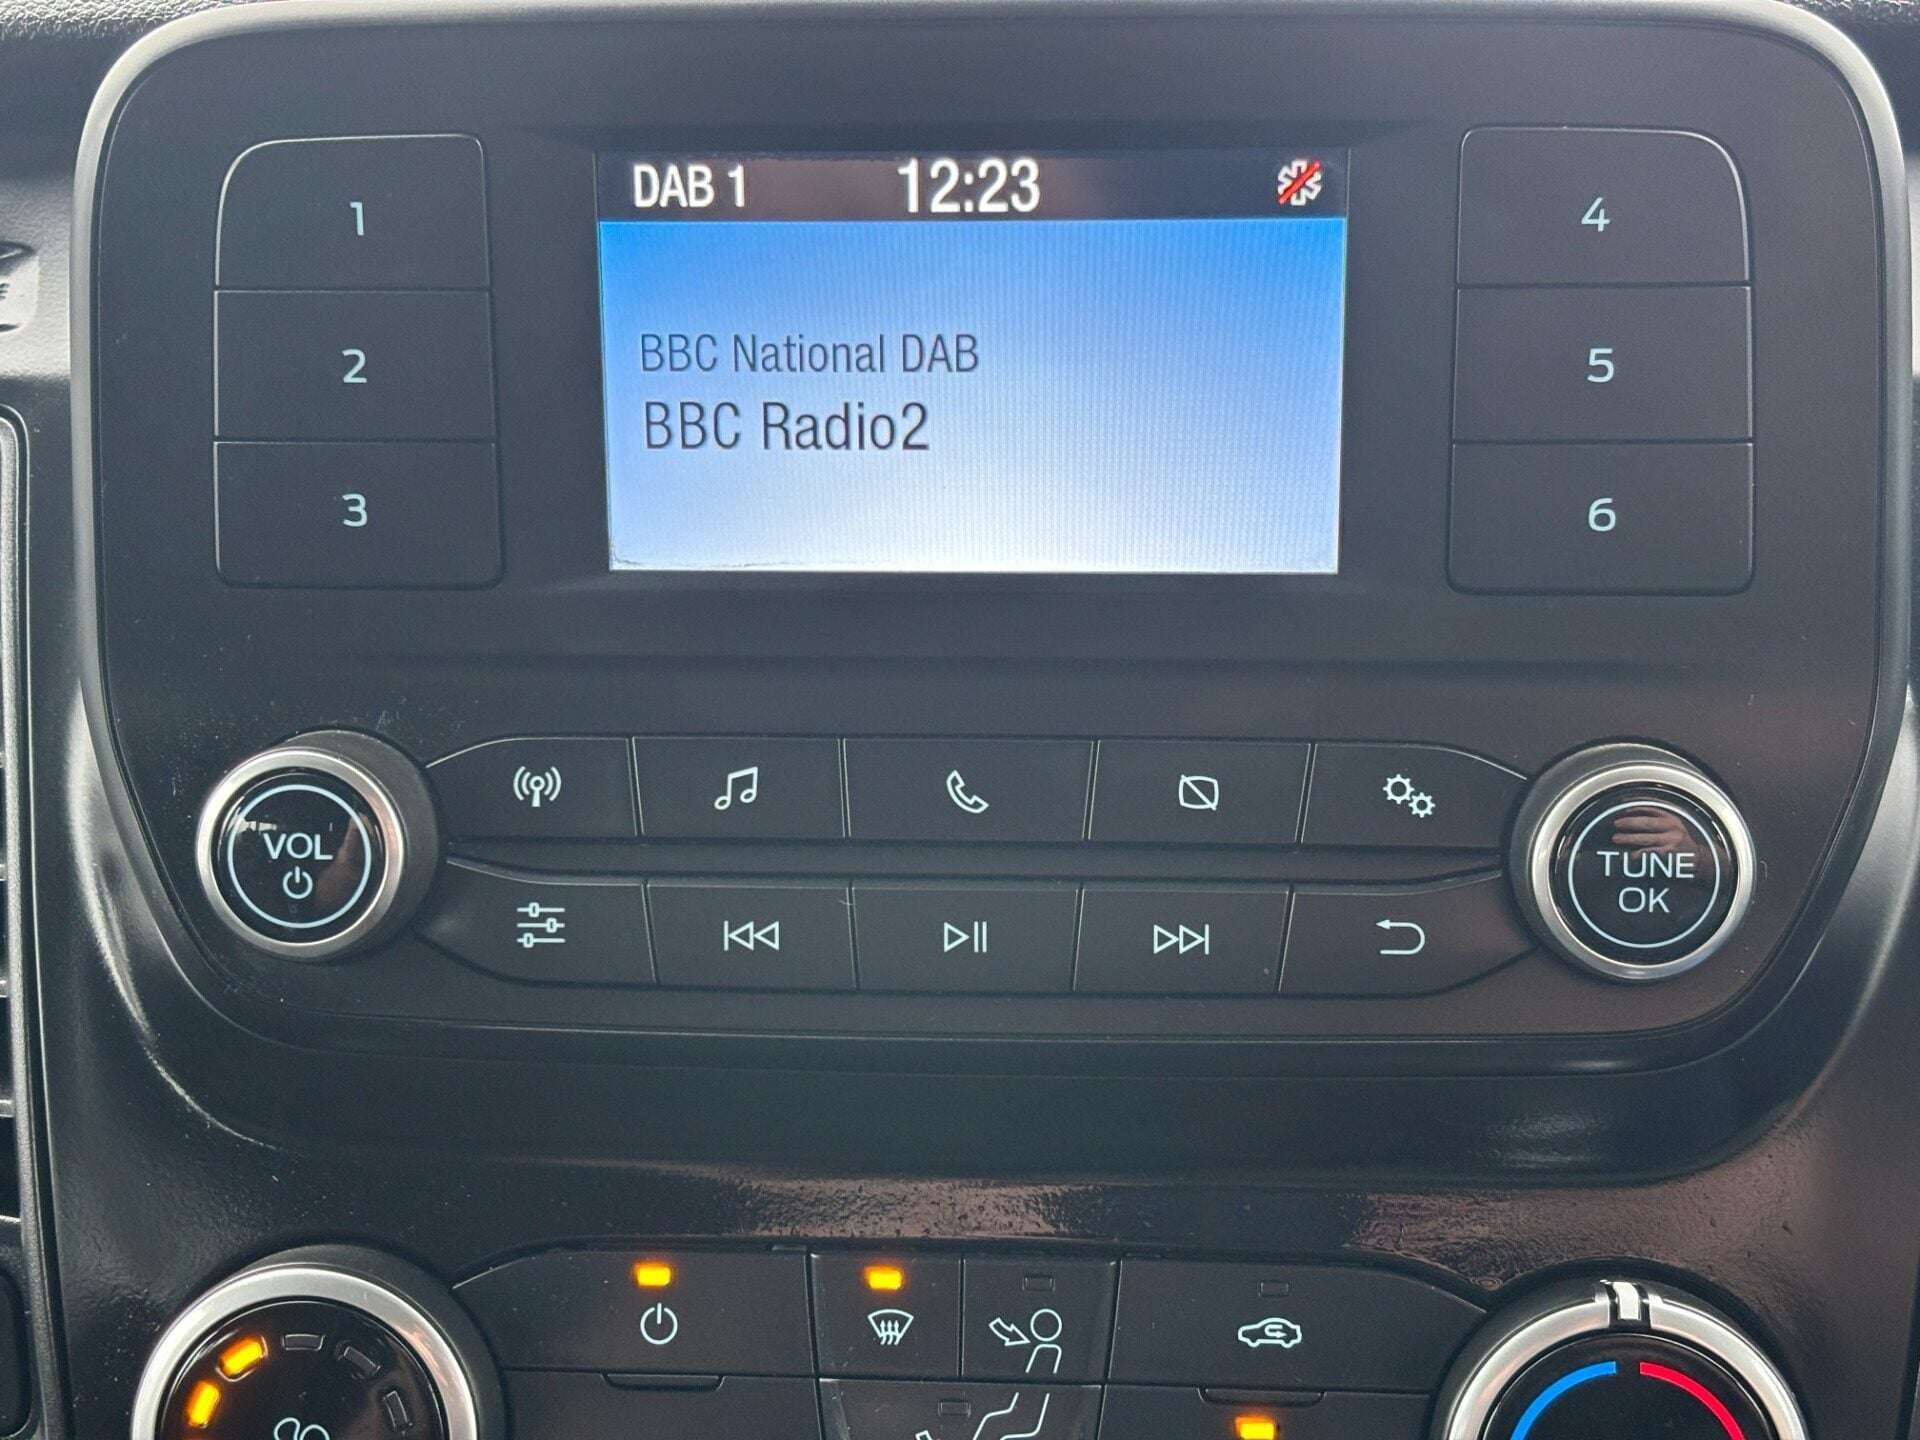 DAB 1 12:23
BBC National DAB
BBC Radio2
1
2
3
4
5
6
VOL
TUNE
OK